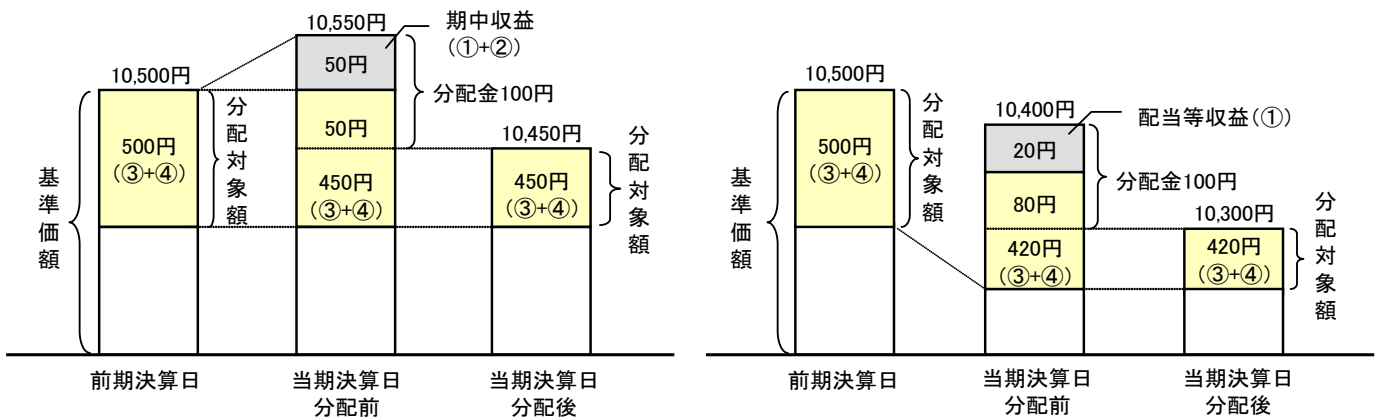 10,550円
期中収益
(①+②)
50円
10,500円
分配金100円
分配対象額
500円
(③+④)
50円
10,450円
分配対象額
基準価額
450円
(③+④)
450円
(③+④)
前期決算日
当期決算日
分配前
当期決算日
分配後
10,500円
10,400円
配当等収益(①)
分配対象額
20円
500円
(③+④)
分配金100円
基準価額
80円
10,300円
分配対象額
420円
(③+④)
420円
(③+④)
前期決算日
当期決算日
分配前
当期決算日
分配後